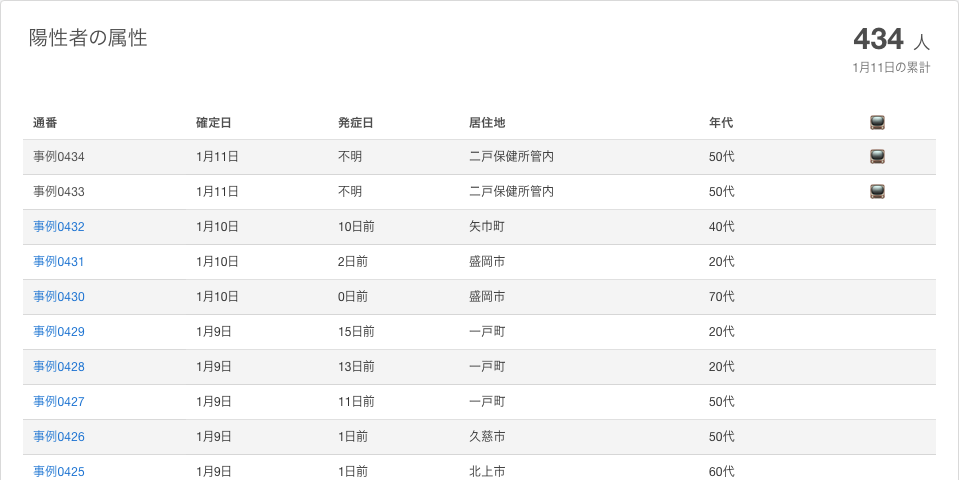 陽性者の属性
434 人
1月11日の累計
通番 確定日 発症日 居住地 年代
事例0434 1月11日 不明 二戸保健所管内 50代
事例0433 1月11日 不明 二戸保健所管内 50代
事例0432 1月10日 10日前 矢巾町 40代
事例0431 1月10日 2日前 盛岡市 20代
事例0430 1月10日 0日前 盛岡市 70代
事例0429 1月9日 15日前 一戸町 20代
事例0428 1月9日 13日前 一戸町 20代
事例0427 1月9日 11日前 一戸町 50代
事例0426 1月9日 1日前 久慈市 50代
事例0425 1月9日 1日前 北上市 60代